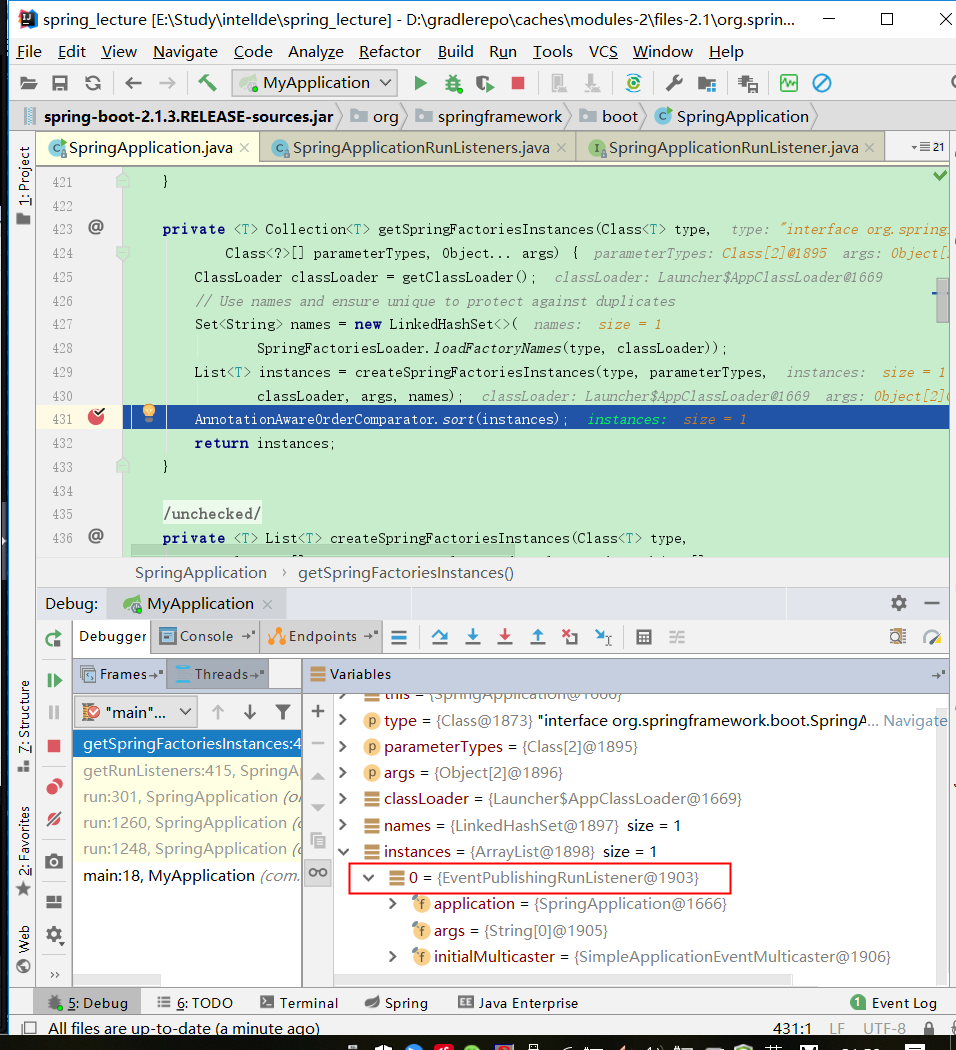 spring_lecture [E:\Study\intelIde\spring_lecture] - D:\gradlerepo\caches\modules-2\files-2.1\org.sprin...
File Edit View Navigate Code Analyze Refactor Build Run Tools VCS Window Help
MyApplication
spring-boot-2.1.3.RELEASE-sources.jar org springframework boot SpringApplication
SpringApplication.java SpringApplicationRunListeners.java SpringApplicationRunListener.java 21
1: Project
421 }
422
423 @ private <T> Collection<T> getSpringFactoriesInstances(Class<T> type, type: "interface org.spring
424 Class<?>[] parameterTypes, Object... args) { parameterTypes: Class[2]@1895 args: Object[
425 ClassLoader classLoader = getClassLoader(); classLoader: Launcher$AppClassLoader@1669
426 // Use names and ensure unique to protect against duplicates
427 Set<String> names = new LinkedHashSet<>( names: size = 1
428 SpringFactoriesLoader.loadFactoryNames(type, classLoader));
429 List<T> instances = createSpringFactoriesInstances(type, parameterTypes, instances: size = 1
430 classLoader, args, names); classLoader: Launcher$AppClassLoader@1669 args: Object[2]
431 AnnotationAwareOrderComparator.sort(instances); instances: size = 1
432 return instances;
433 }
434
435 /unchecked/
436 @ private <T> List<T> createSpringFactoriesInstances(Class<T> type,
SpringApplication › getSpringFactoriesInstances()
Debug: MyApplication
Debugger Console Endpoints
Frames Threads Variables
"main"...
getSpringFactoriesInstances:4
getRunListeners:415, SpringA
run:301, SpringApplication (o
run:1260, SpringApplication (
run:1248, SpringApplication (
main:18, MyApplication (com.
this = {SpringApplication@1666}
type = {Class@1873} "interface org.springframework.boot.SpringA... Navigate
parameterTypes = {Class[2]@1895}
args = {Object[2]@1896}
classLoader = {Launcher$AppClassLoader@1669}
names = {LinkedHashSet@1897} size = 1
instances = {ArrayList@1898} size = 1
0 = {EventPublishingRunListener@1903}
application = {SpringApplication@1666}
args = {String[0]@1905}
initialMulticaster = {SimpleApplicationEventMulticaster@1906}
Z: Structure
2: Favorites
Web
5: Debug 6: TODO Terminal Spring Java Enterprise 1 Event Log
All files are up-to-date (a minute ago) 431:1 LF UTF-8